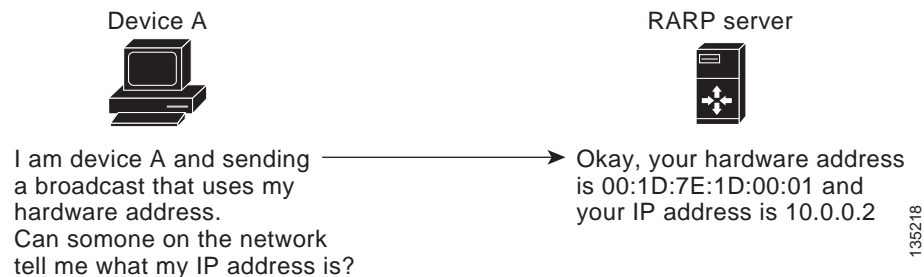 Device A
RARP server
I am device A and sending
a broadcast that uses my
hardware address.
Can somone on the network
tell me what my IP address is?
Okay, your hardware address
is 00:1D:7E:1D:00:01 and
your IP address is 10.0.0.2
135218